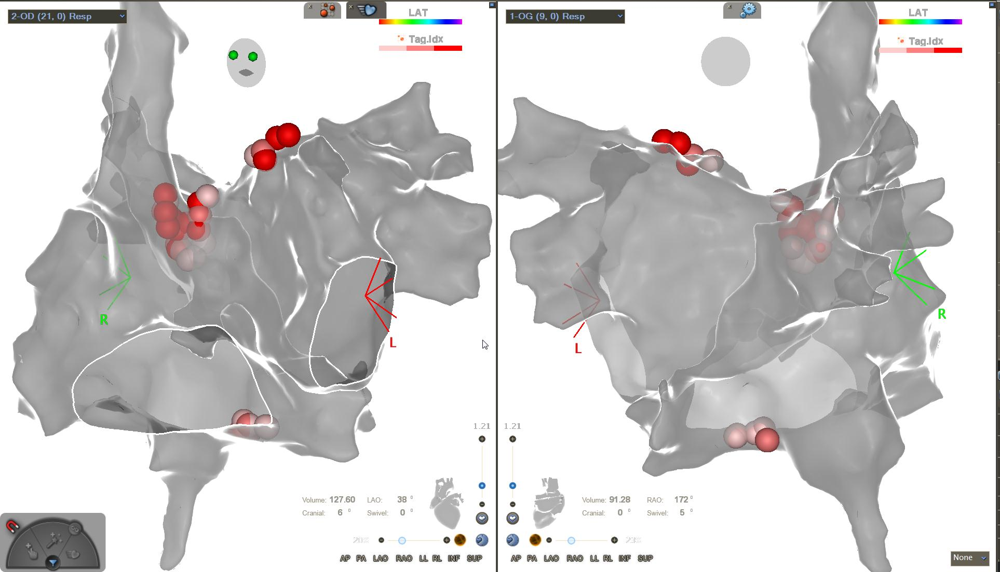 2-OD (21, 0) Resp
LAT
Tag.Idx
R
L
1.21
Volume: 127.60 LAO: 38 °
Cranial: 6 ° Swivel: 0 °
AP PA LAO RAO LL RL INF SUP
1-OG (9, 0) Resp
LAT
Tag.Idx
L
R
1.21
Volume: 91.28 RAO: 172 °
Cranial: 0 ° Swivel: 5 °
AP PA LAO RAO LL RL INF SUP
None